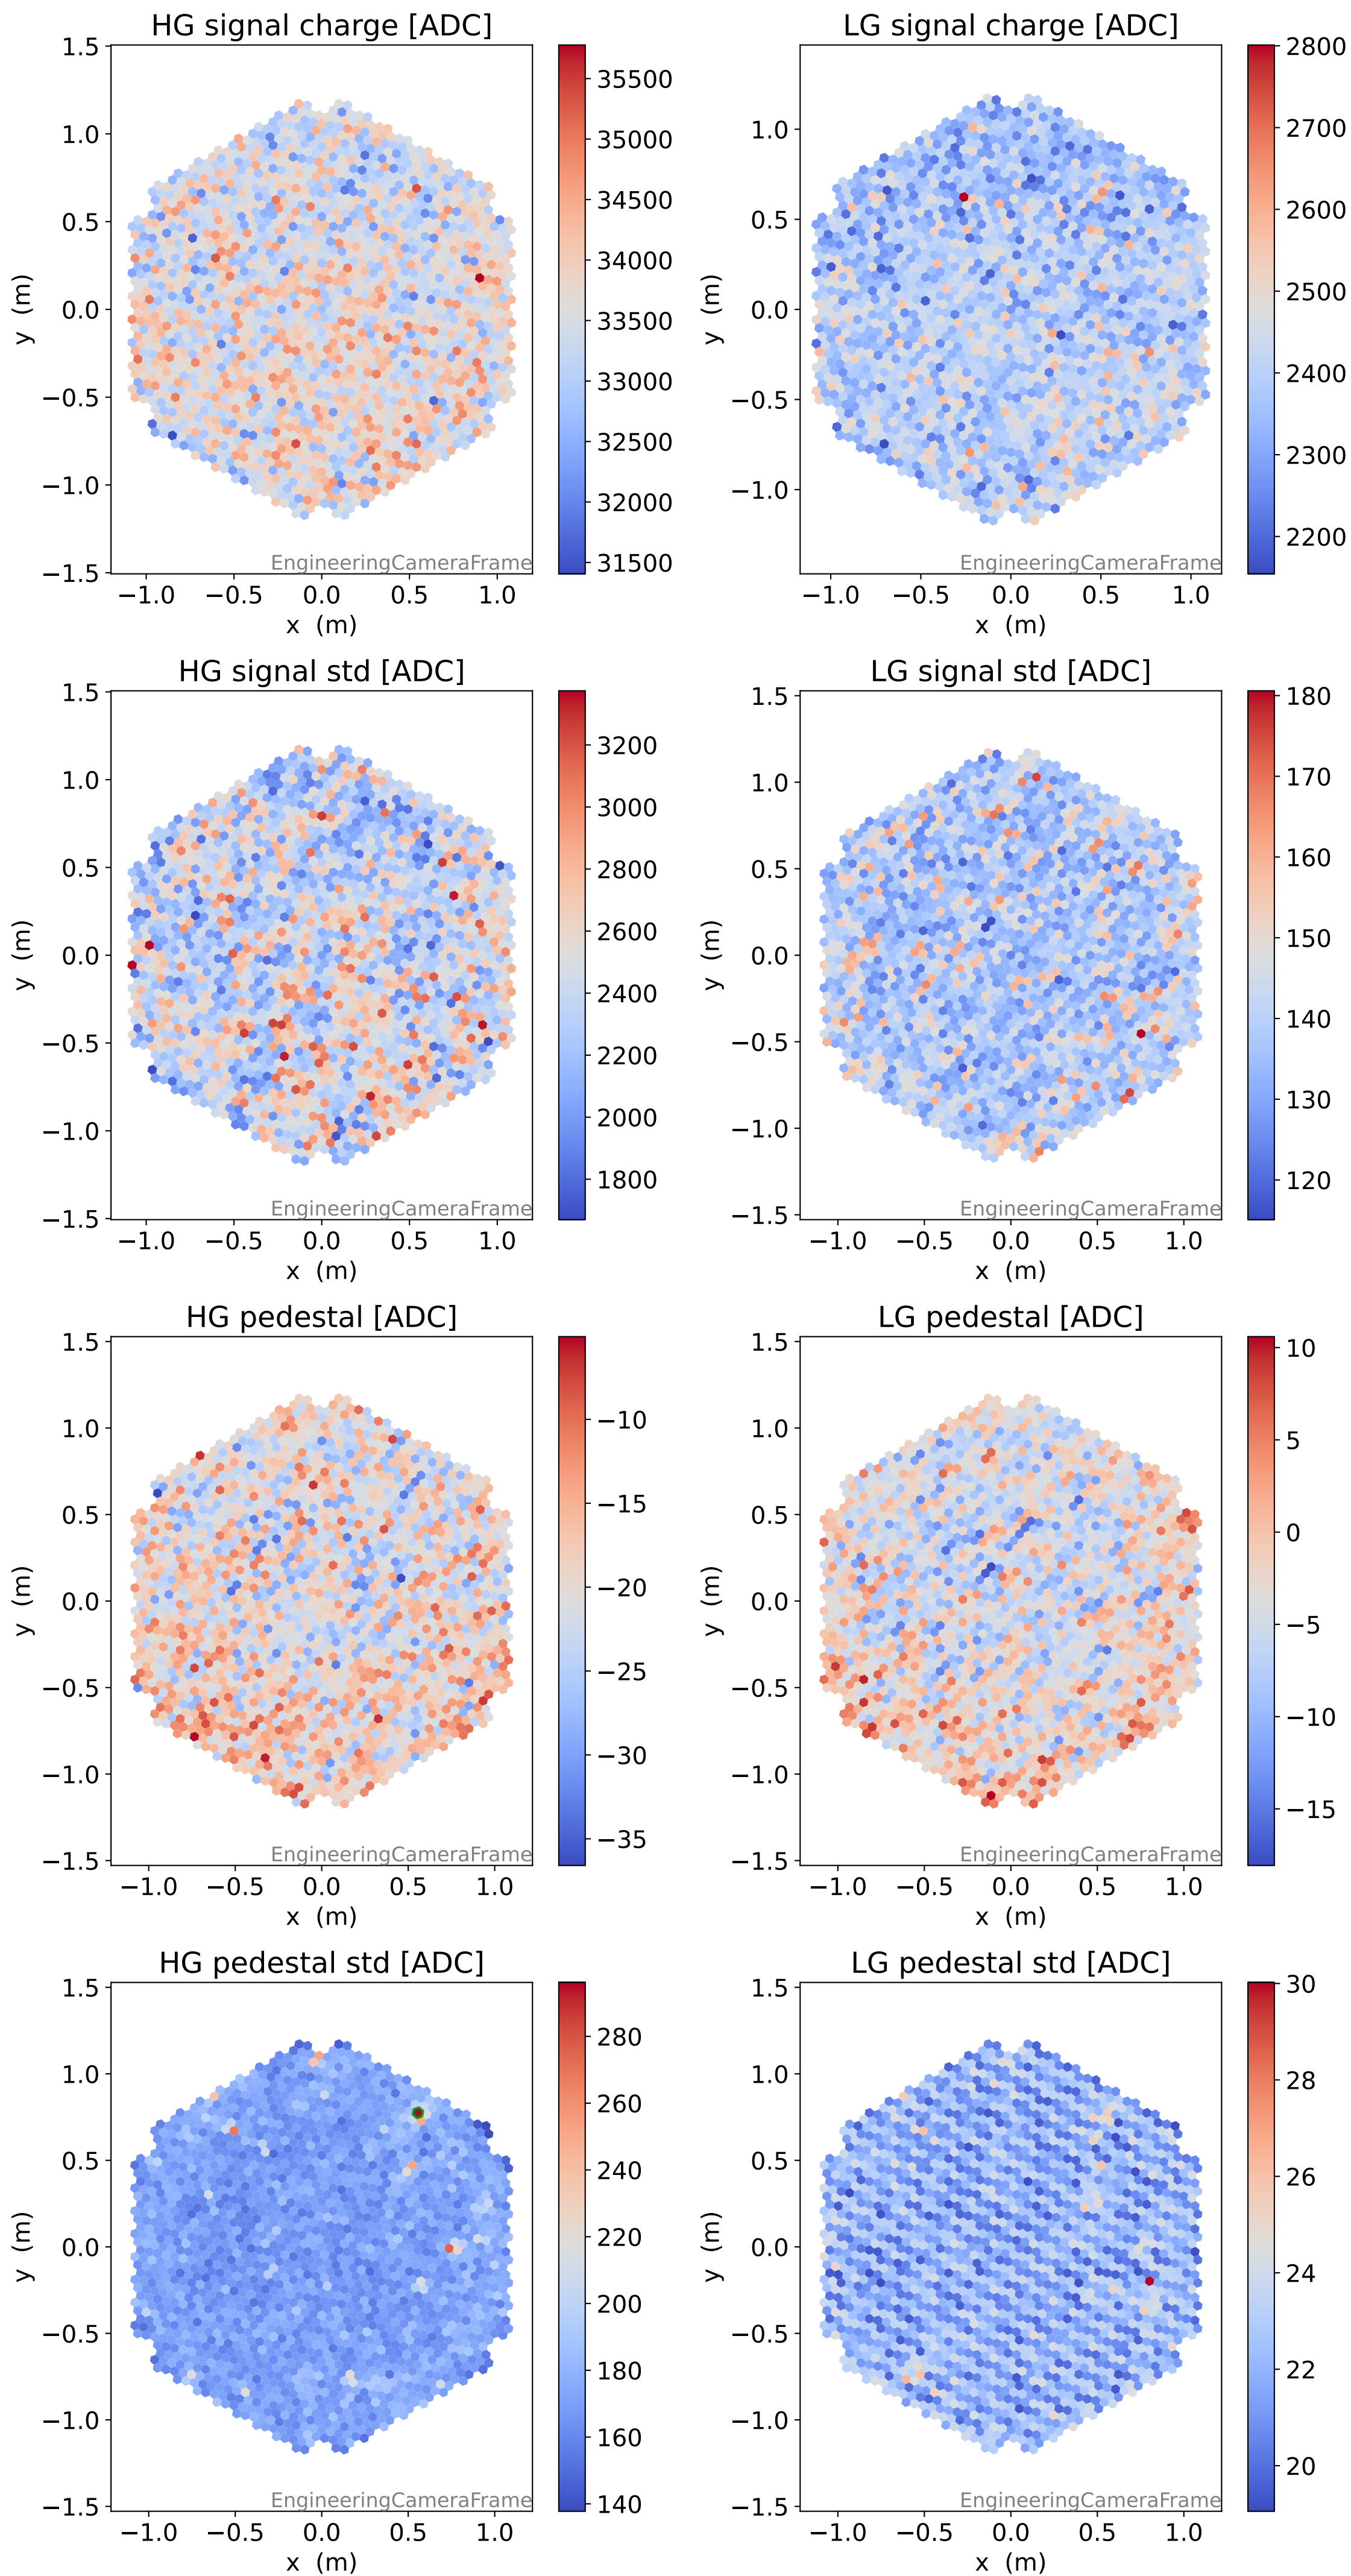 HG signal charge [ADC]
LG signal charge [ADC]
1.5
1.0
0.5
0.0
−0.5
−1.0
−1.5
y (m)
−1.0 −0.5 0.0 0.5 1.0
x (m)
EngineeringCameraFrame
35500
35000
34500
34000
33500
33000
32500
32000
31500
1.0
0.5
0.0
−0.5
−1.0
y (m)
−1.0 −0.5 0.0 0.5 1.0
x (m)
EngineeringCameraFrame
2800
2700
2600
2500
2400
2300
2200
HG signal std [ADC]
LG signal std [ADC]
1.5
1.0
0.5
0.0
−0.5
−1.0
−1.5
y (m)
−1.0 −0.5 0.0 0.5 1.0
x (m)
EngineeringCameraFrame
3200
3000
2800
2600
2400
2200
2000
1800
1.5
1.0
0.5
0.0
−0.5
−1.0
−1.5
y (m)
−1.0 −0.5 0.0 0.5 1.0
x (m)
EngineeringCameraFrame
180
170
160
150
140
130
120
HG pedestal [ADC]
LG pedestal [ADC]
1.5
1.0
0.5
0.0
−0.5
−1.0
−1.5
y (m)
−1.0 −0.5 0.0 0.5 1.0
x (m)
EngineeringCameraFrame
−10
−15
−20
−25
−30
−35
1.5
1.0
0.5
0.0
−0.5
−1.0
−1.5
y (m)
−1.0 −0.5 0.0 0.5 1.0
x (m)
EngineeringCameraFrame
10
5
0
−5
−10
−15
HG pedestal std [ADC]
LG pedestal std [ADC]
1.5
1.0
0.5
0.0
−0.5
−1.0
−1.5
y (m)
−1.0 −0.5 0.0 0.5 1.0
x (m)
EngineeringCameraFrame
280
260
240
220
200
180
160
140
1.5
1.0
0.5
0.0
−0.5
−1.0
−1.5
y (m)
−1.0 −0.5 0.0 0.5 1.0
x (m)
EngineeringCameraFrame
30
28
26
24
22
20